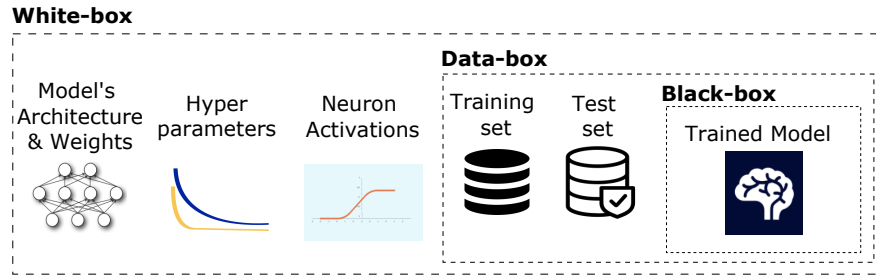 White-box
Data-box
Black-box
Model's
Architecture
& Weights
Hyper
parameters
Neuron
Activations
Training
set
Test
set
Trained Model